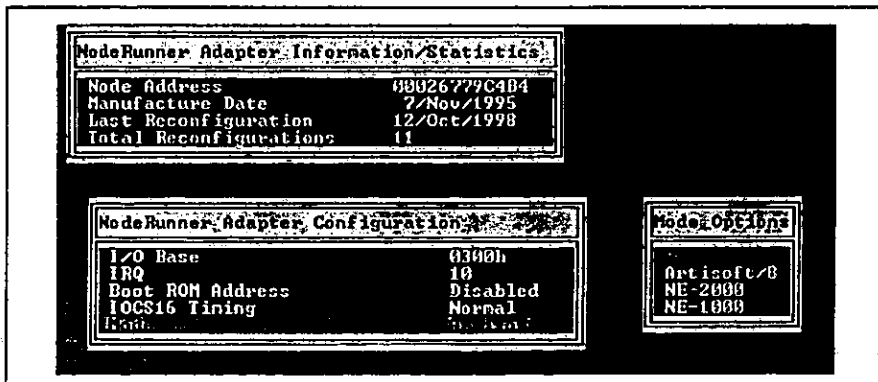 NodeRunner Adapter Information/Statistics
Node Address 00026779C4B4
Manufacture Date 7/Nov/1995
Last Reconfiguration 12/Oct/1998
Total Reconfigurations 11
NodeRunner Adapter Configuration
I/O Base 0300h
IRQ 10
Boot ROM Address Disabled
IOCS16 Timing Normal
Mode Options
Artisoft/B
NE-2000
NE-1000